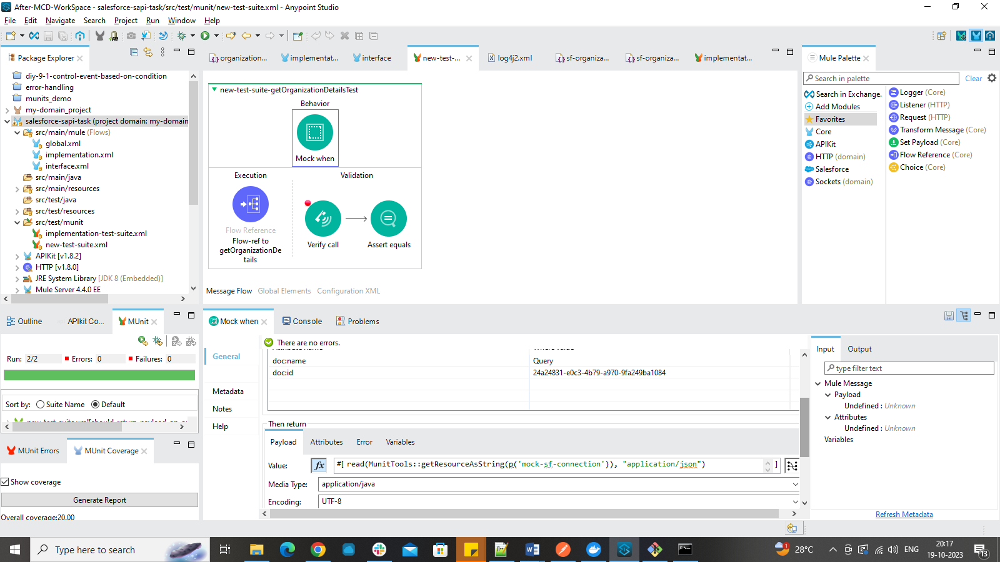 After-MCD-WorkSpace - salesforce-sapi-task/src/test/munit/new-test-suite.xml - Anypoint Studio
File Edit Navigate Search Project Run Window Help
Package Explorer
diy-9-1-control-event-based-on-condition
error-handling
munits_demo
my-domain_project
salesforce-sapi-task (project domain: my-domain
src/main/mule (Flows)
global.xml
implementation.xml
interface.xml
src/main/java
src/main/resources
src/test/java
src/test/resources
src/test/munit
implementation-test-suite.xml
new-test-suite.xml
APIKit [v1.8.2]
HTTP [v1.8.0]
JRE System Library [JDK 8 (Embedded)]
Mule Server 4.4.0 EE
organization... implementat... interface new-test-... log4j2.xml sf-organiza... sf-organiza... implementat...
new-test-suite-getOrganizationDetailsTest
Behavior
Mock when
Execution Validation
Flow Reference
Flow-ref to
getOrganizationDe
tails
Verify call Assert equals
Message Flow Global Elements Configuration XML
Mule Palette
Search in palette Clear
Search in Exchange.
Add Modules
Favorites
Core
APIKit
HTTP (domain)
Salesforce
Sockets (domain)
Logger (Core)
Listener (HTTP)
Request (HTTP)
Transform Message (Core)
Set Payload (Core)
Flow Reference (Core)
Choice (Core)
Outline APIkit Co... MUnit
Run: 2/2 Errors: 0 Failures: 0
Sort by: Suite Name Default
MUnit Errors MUnit Coverage
Show coverage
Generate Report
Overall coverage:20.00
Mock when Console Problems
There are no errors.
General
Metadata
Notes
Help
doc:name Query
doc:id 24a24831-e0c3-4b79-a970-9fa249ba1084
Then return
Payload Attributes Error Variables
Value: fx #[ read(MunitTools::getResourceAsString(p('mock-sf-connection')), "application/json") ]
Media Type: application/java
Encoding: UTF-8
Input Output
type filter text
Mule Message
Payload
Undefined : Unknown
Attributes
Undefined : Unknown
Variables
Refresh Metadata
Type here to search
28°C
ENG
20:17
19-10-2023
13